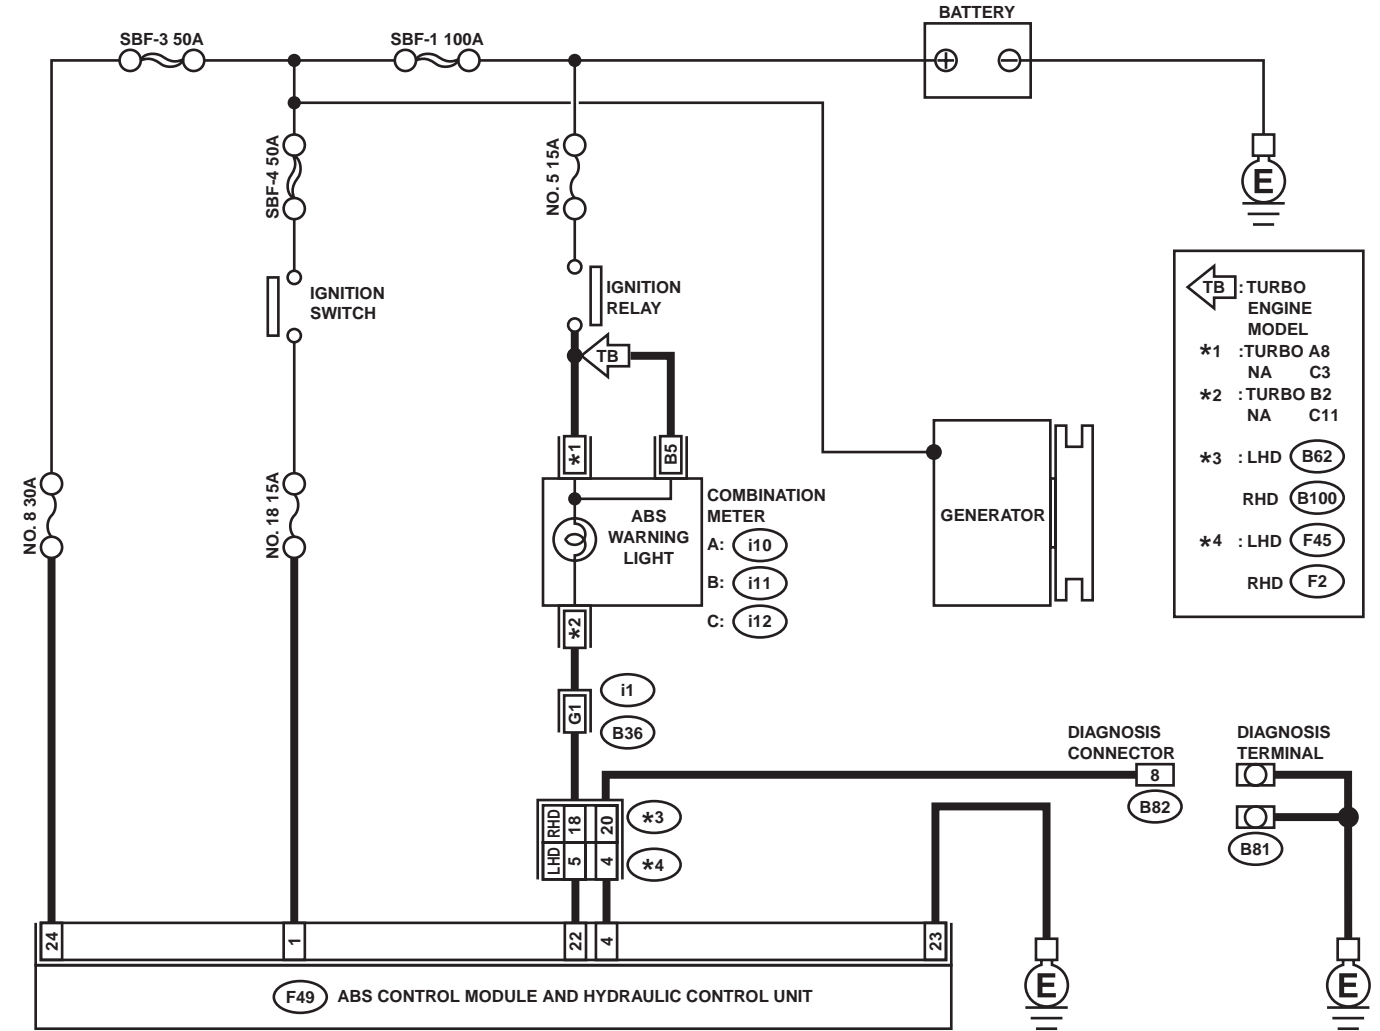 BATTERY
SBF-3 50A
SBF-1 100A
SBF-4 50A
NO. 5 15A
E
IGNITION
SWITCH
IGNITION
RELAY
TB
TB : TURBO
ENGINE
MODEL
*1 :TURBO A8
NA C3
*2 : TURBO B2
NA C11
*3 : LHD B62
RHD B100
*4 : LHD F45
RHD F2
*1
B5
NO. 8 30A
NO. 18 15A
ABS
WARNING
LIGHT
COMBINATION
METER
A: i10
B: i11
C: i12
GENERATOR
*2
G1
i1
B36
DIAGNOSIS
CONNECTOR
8
B82
DIAGNOSIS
TERMINAL
B81
RHD 18 20
*3
LHD 5 4
*4
24
1
22
4
23
E
E
F49 ABS CONTROL MODULE AND HYDRAULIC CONTROL UNIT